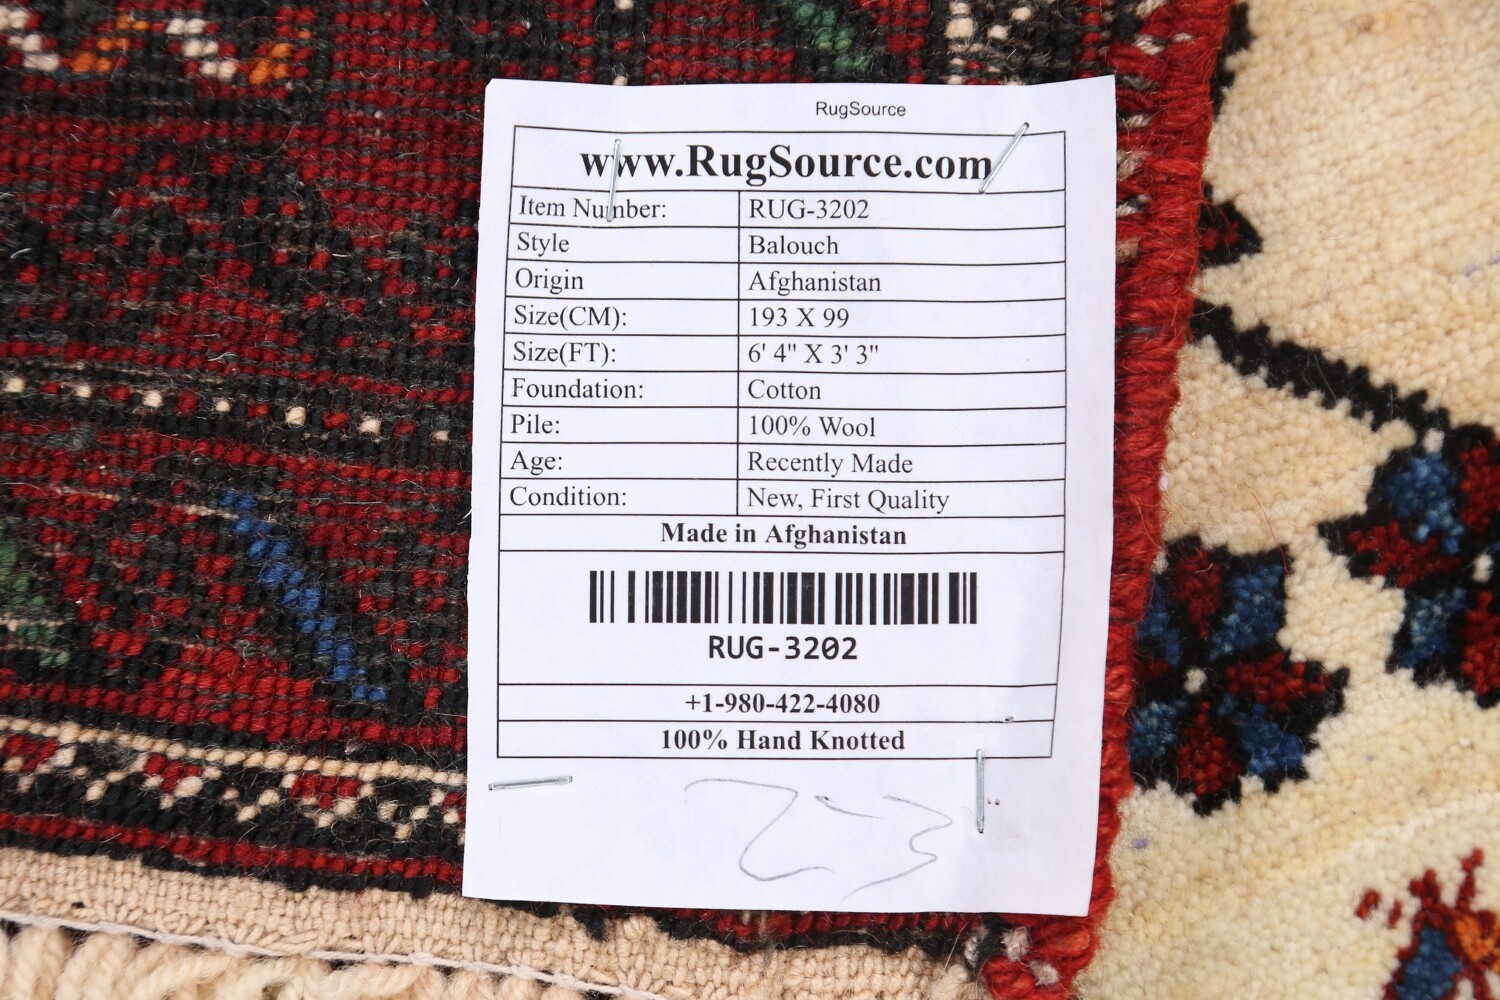 RugSource
www.RugSource.com
Item Number: RUG-3202
Style Balouch
Origin Afghanistan
Size(CM): 193 X 99
Size(FT): 6' 4" X 3' 3"
Foundation: Cotton
Pile: 100% Wool
Age: Recently Made
Condition: New, First Quality
Made in Afghanistan
RUG-3202
+1-980-422-4080
100% Hand Knotted
23